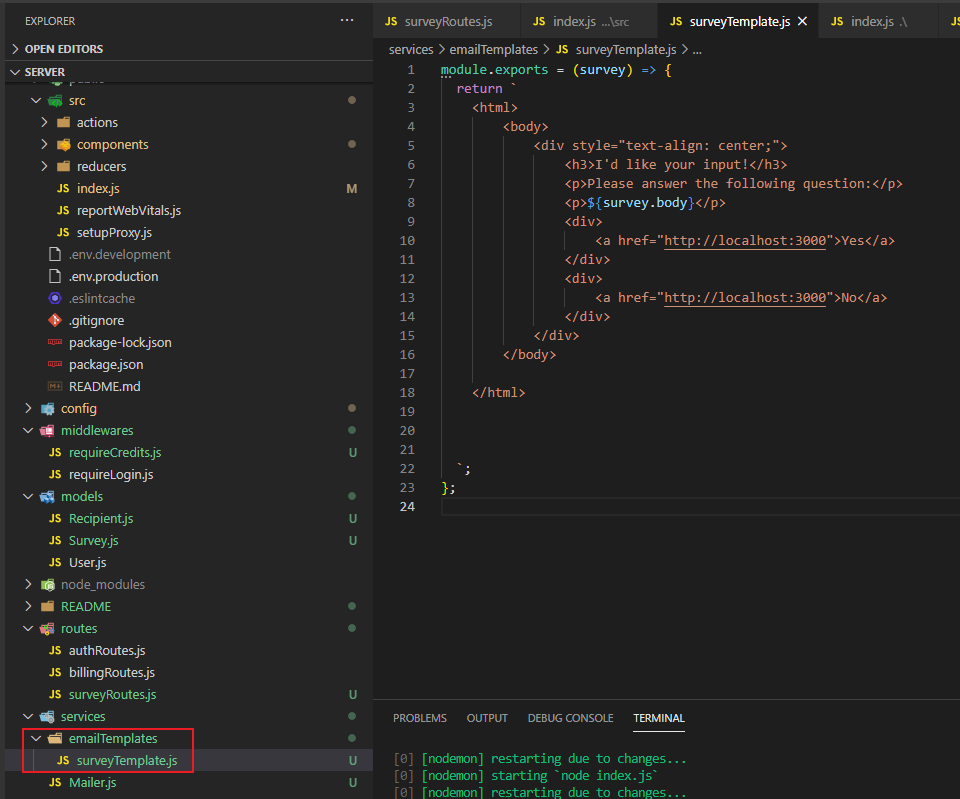 EXPLORER
OPEN EDITORS
SERVER
src
actions
components
reducers
JS index.js M
JS reportWebVitals.js
JS setupProxy.js
.env.development
.env.production
.eslintcache
.gitignore
package-lock.json
package.json
README.md
config
middlewares
JS requireCredits.js U
JS requireLogin.js
models
JS Recipient.js U
JS Survey.js U
JS User.js
node_modules
README
routes
JS authRoutes.js
JS billingRoutes.js
JS surveyRoutes.js U
services
emailTemplates
JS surveyTemplate.js U
JS Mailer.js U
JS surveyRoutes.js JS index.js ...\src JS surveyTemplate.js JS index.js .\ JS
services > emailTemplates > JS surveyTemplate.js > ...
1 module.exports = (survey) => {
2 return `
3 <html>
4 <body>
5 <div style="text-align: center;">
6 <h3>I'd like your input!</h3>
7 <p>Please answer the following question:</p>
8 <p>${survey.body}</p>
9 <div>
10 <a href="http://localhost:3000">Yes</a>
11 </div>
12 <div>
13 <a href="http://localhost:3000">No</a>
14 </div>
15 </div>
16 </body>
17
18 </html>
19
20
21
22 `;
23 };
24
PROBLEMS OUTPUT DEBUG CONSOLE TERMINAL
[0] [nodemon] restarting due to changes...
[0] [nodemon] starting `node index.js`
[0] [nodemon] restarting due to changes...